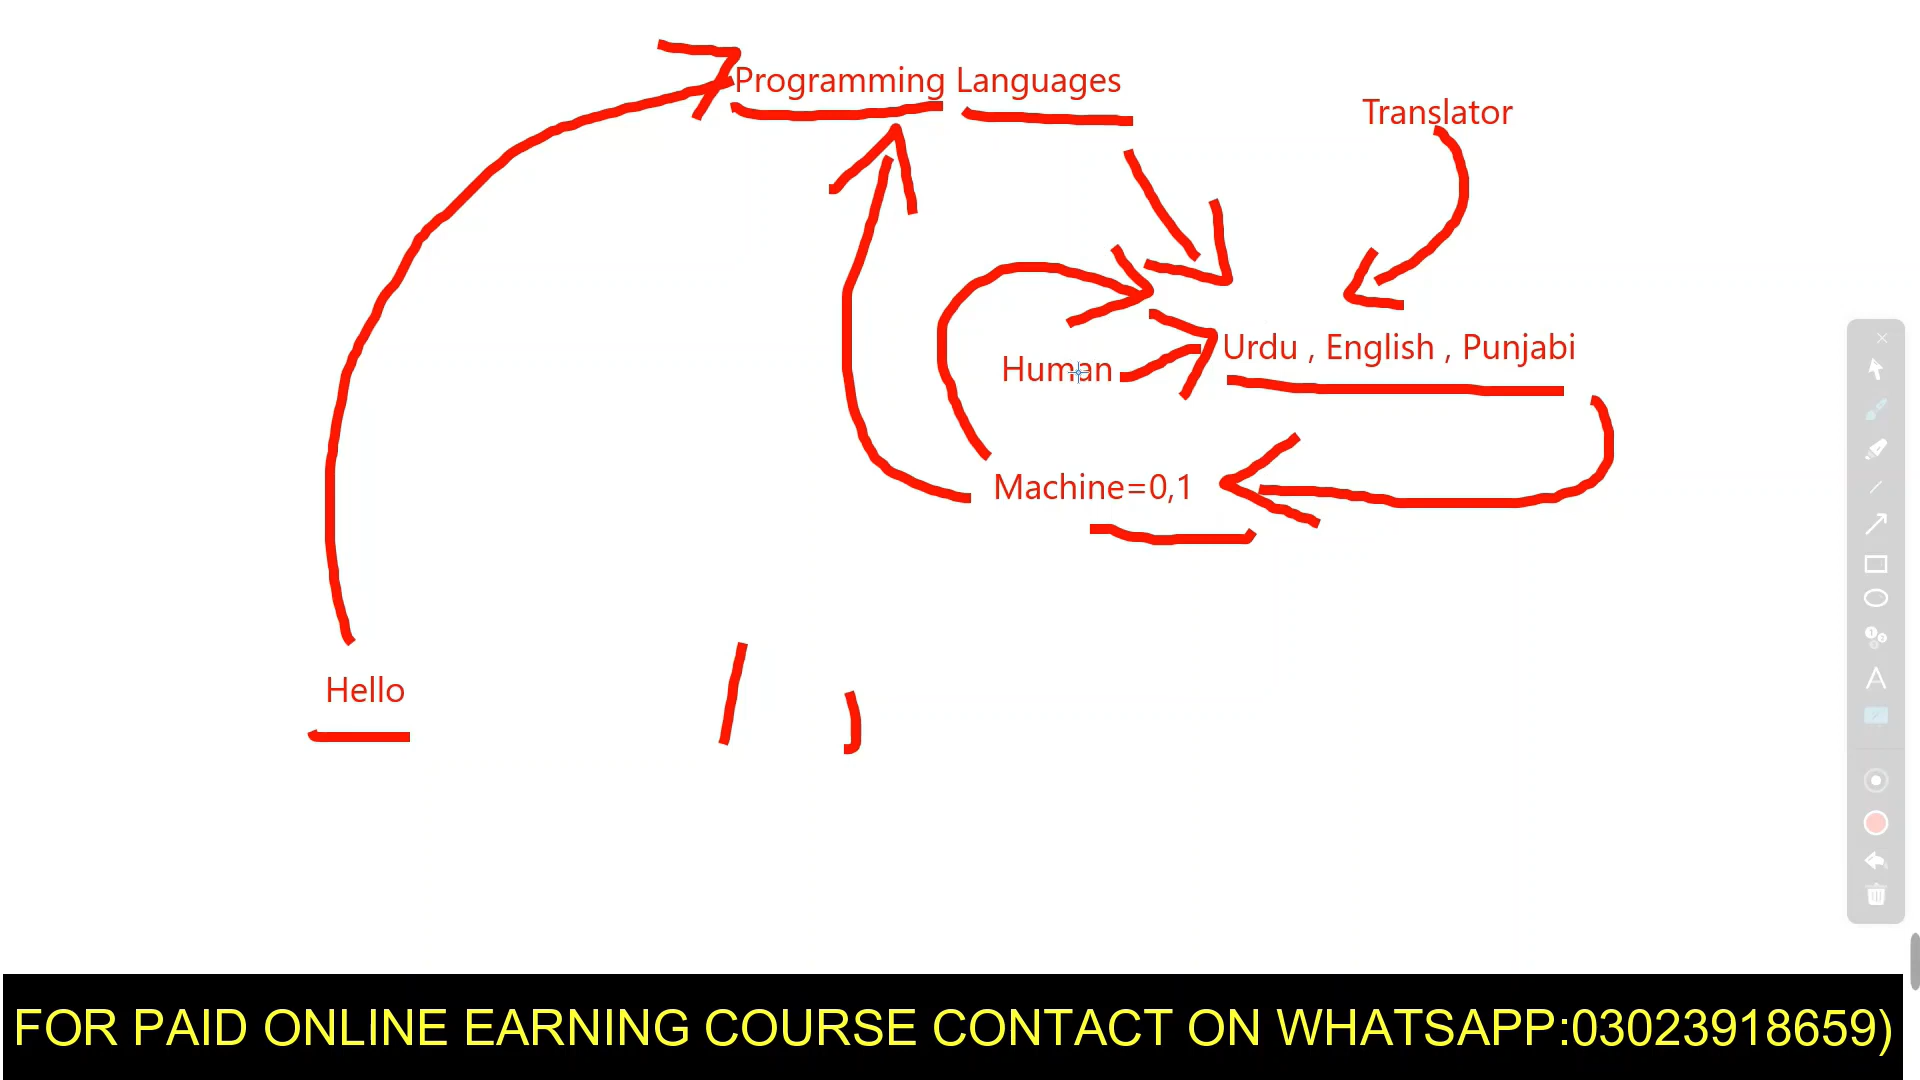 Programming Languages
Translator
Urdu , English , Punjabi
Human
Machine=0,1
Hello
FOR PAID ONLINE EARNING COURSE CONTACT ON WHATSAPP:03023918659)